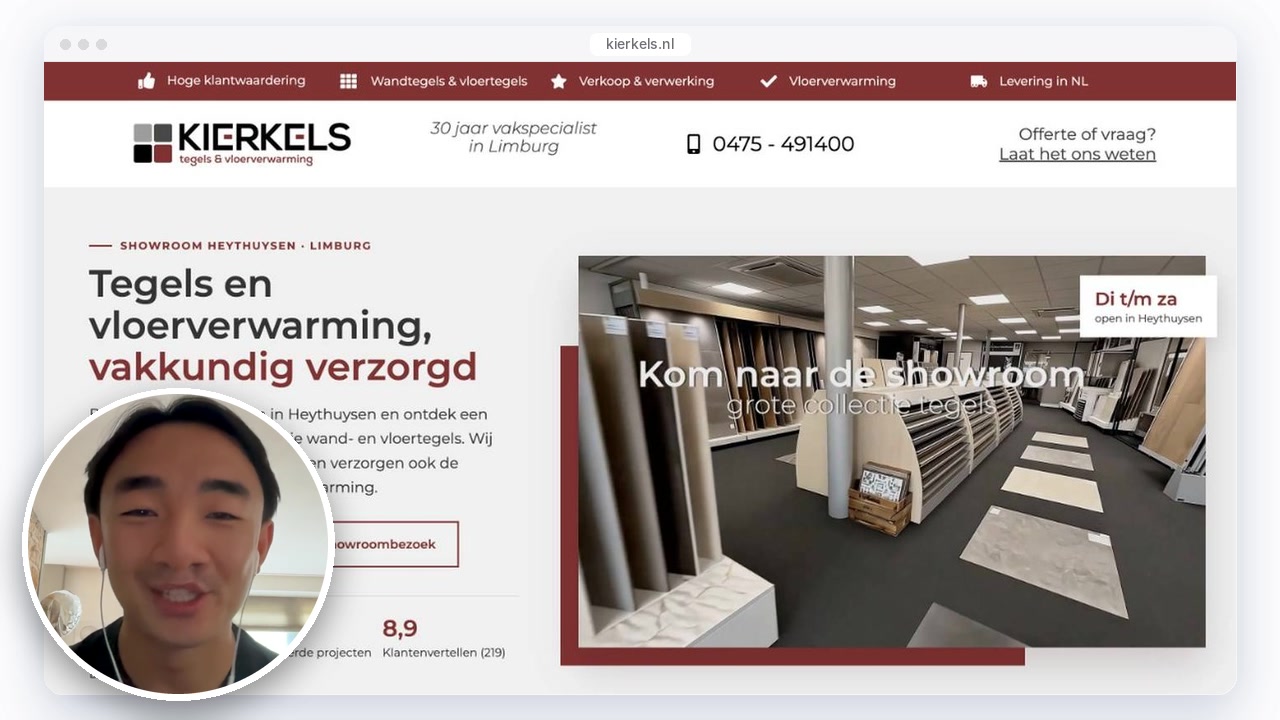 kierkels.nl
Hoge klantwaardering
Wandtegels & vloertegels
Verkoop & verwerking
Vloerverwarming
Levering in NL
KIERKELS
tegels & vloerverwarming
30 jaar vakspecialist
in Limburg
0475 - 491400
Offerte of vraag?
Laat het ons weten
SHOWROOM HEYTHUYSEN · LIMBURG
Tegels en
vloerverwarming,
vakkundig verzorgd
in Heythuysen en ontdek een
wand- en vloertegels. Wij
en verzorgen ook de
8,9
projecten
Klantenvertellen (219)
Di t/m za
open in Heythuysen
Kom naar de showroom
grote collectie tegels